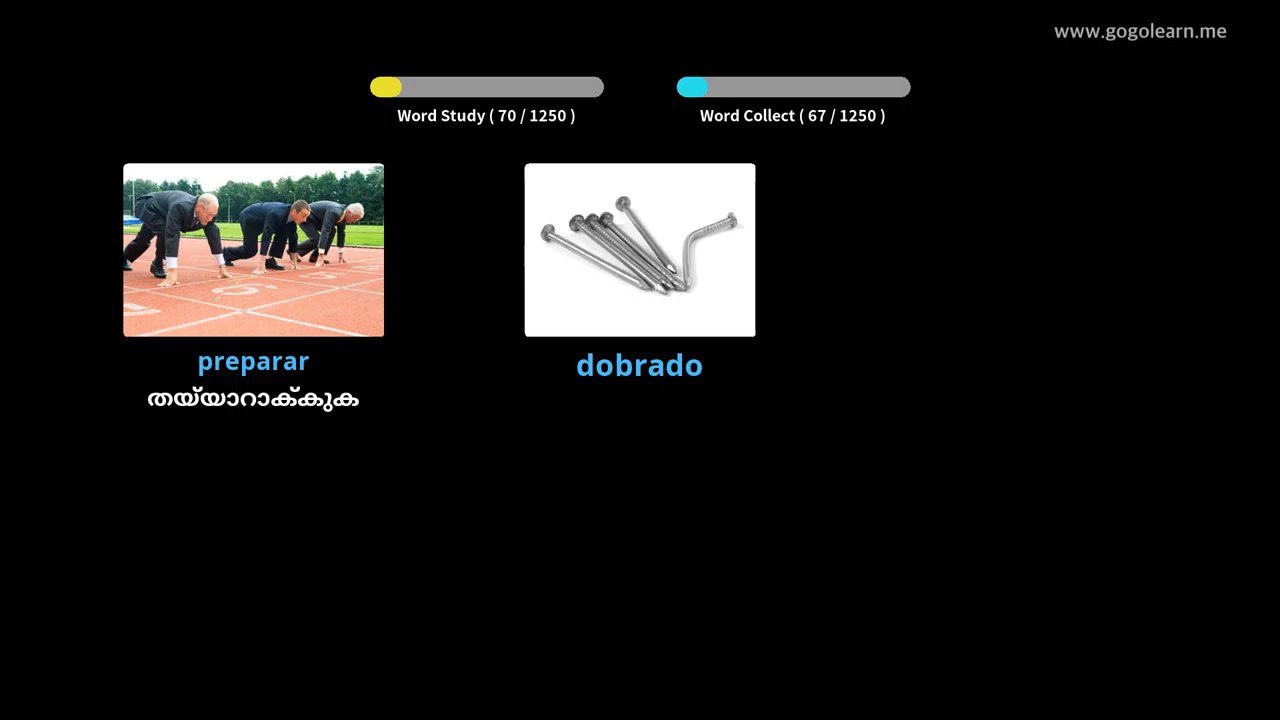 www.gogolearn.me
Word Study ( 70 / 1250 )
Word Collect ( 67 / 1250 )
preparar
തയ്യാറാക്കുക
dobrado